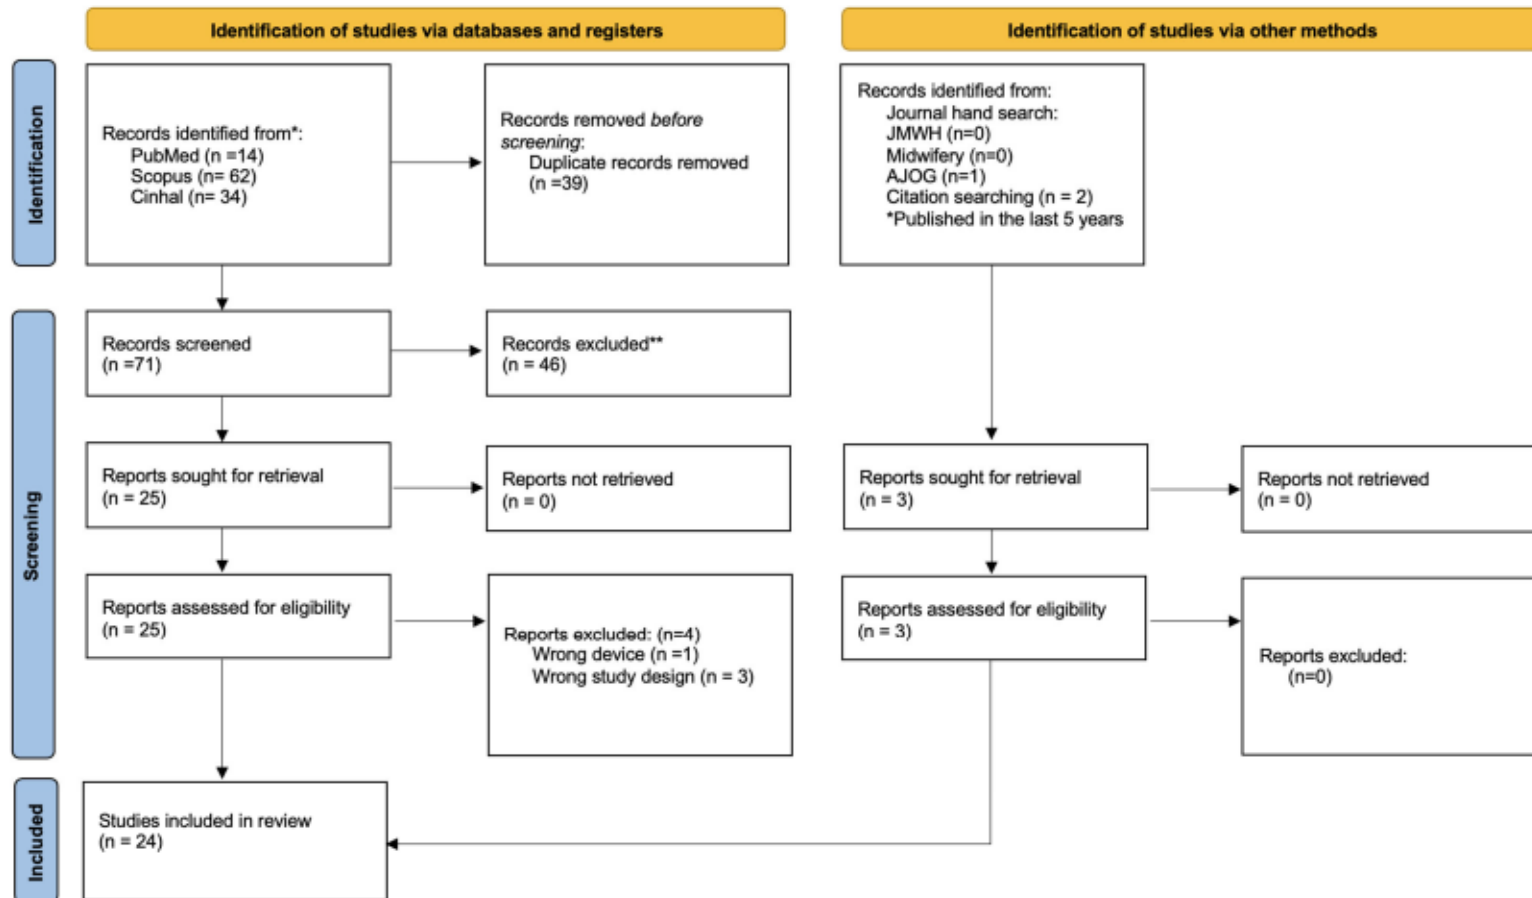 Identification of studies via databases and registers
Identification of studies via other methods
Identification
Records identified from*:
PubMed (n =14)
Scopus (n= 62)
Cinhal (n= 34)
Records removed before
screening:
Duplicate records removed
(n =39)
Records identified from:
Journal hand search:
JMWH (n=0)
Midwifery (n=0)
AJOG (n=1)
Citation searching (n = 2)
*Published in the last 5 years
Screening
Records screened
(n =71)
Records excluded**
(n = 46)
Reports sought for retrieval
(n = 25)
Reports not retrieved
(n = 0)
Reports sought for retrieval
(n = 3)
Reports not retrieved
(n = 0)
Reports assessed for eligibility
(n = 25)
Reports excluded: (n=4)
Wrong device (n =1)
Wrong study design (n = 3)
Reports assessed for eligibility
(n = 3)
Reports excluded:
(n=0)
Included
Studies included in review
(n = 24)